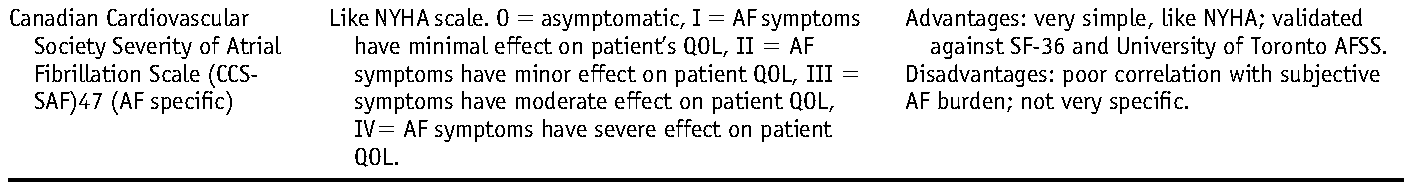 Canadian Cardiovascular
Society Severity of Atrial
Fibrillation Scale (CCS-
SAF)47 (AF specific)
Like NYHA scale. 0 = asymptomatic, I = AF symptoms
have minimal effect on patient's QOL, II = AF
symptoms have minor effect on patient QOL, III =
symptoms have moderate effect on patient QOL,
IV= AF symptoms have severe effect on patient
QOL.
Advantages: very simple, like NYHA; validated
against SF-36 and University of Toronto AFSS.
Disadvantages: poor correlation with subjective
AF burden; not very specific.